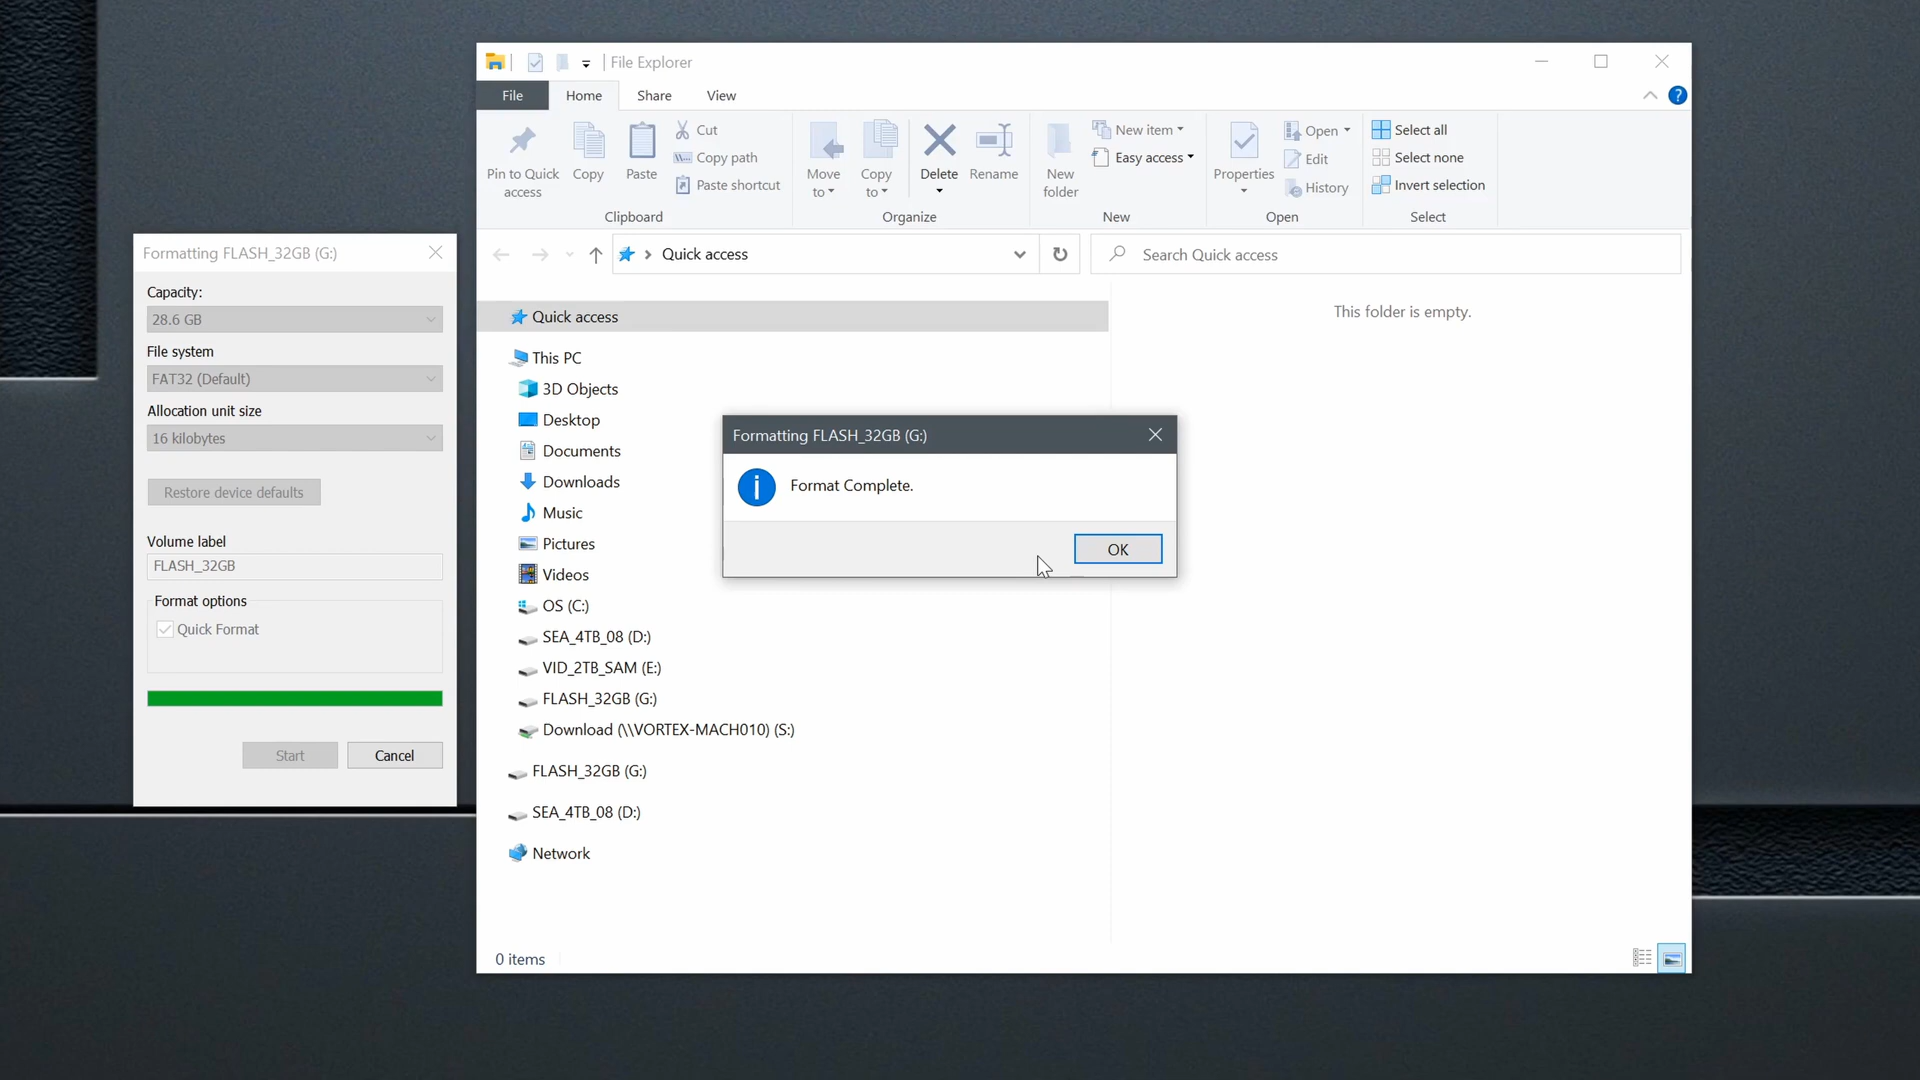 File Explorer
File
Home
Share
View
?
Pin to Quick
access
Copy
Paste
Cut
Copy path
Paste shortcut
Clipboard
Move
to
Copy
to
Delete
Rename
Organize
New
folder
New item
Easy access
New
Properties
Open
Edit
History
Open
Select all
Select none
Invert selection
Select
Quick access
Search Quick access
Formatting FLASH_32GB (G:)
Capacity:
28.6 GB
File system
FAT32 (Default)
Allocation unit size
16 kilobytes
Restore device defaults
Volume label
FLASH_32GB
Format options
Quick Format
Start
Cancel
Quick access
This PC
3D Objects
Desktop
Documents
Downloads
Music
Pictures
Videos
OS (C:)
SEA_4TB_08 (D:)
VID_2TB_SAM (E:)
FLASH_32GB (G:)
Download (\\VORTEX-MACH010) (S:)
FLASH_32GB (G:)
SEA_4TB_08 (D:)
Network
This folder is empty.
Formatting FLASH_32GB (G:)
Format Complete.
OK
0 items